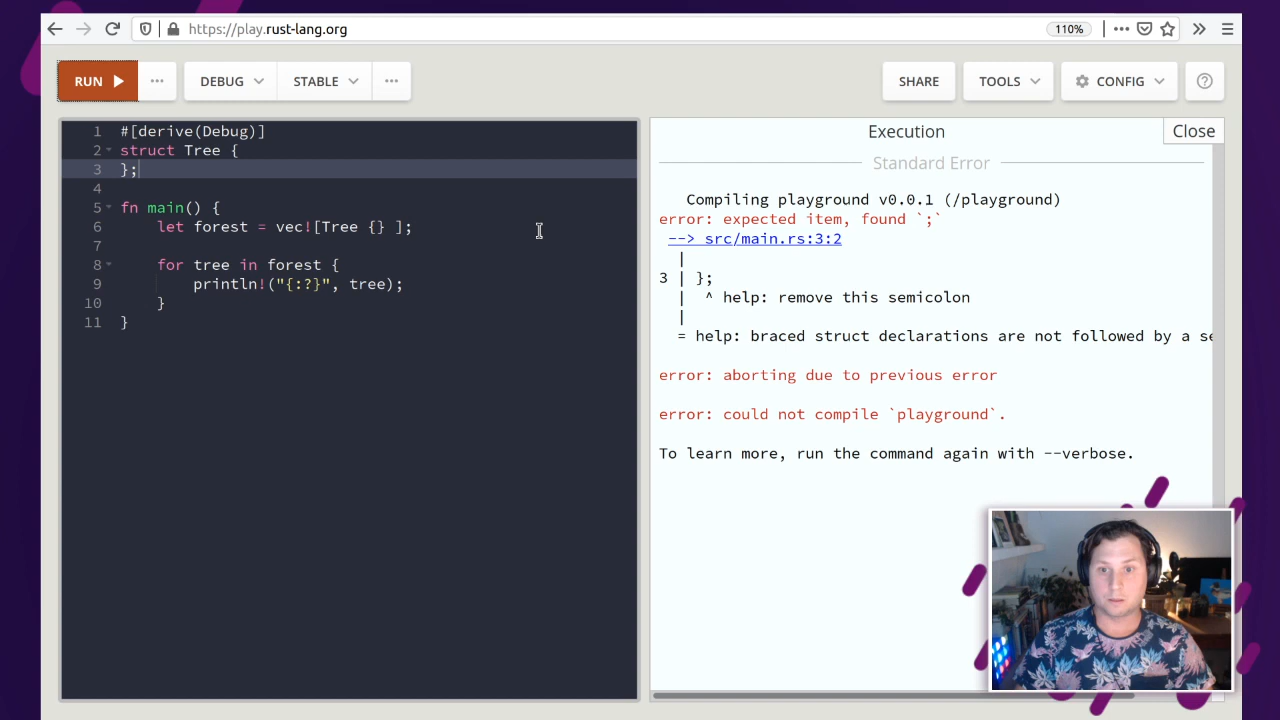 https://play.rust-lang.org
110%
RUN
DEBUG
STABLE
SHARE
TOOLS
CONFIG
1 #[derive(Debug)]
2 struct Tree {
3 };
4
5 fn main() {
6 let forest = vec![Tree {} ];
7
8 for tree in forest {
9 println!("{:?}", tree);
10 }
11 }
Execution
Close
Standard Error
Compiling playground v0.0.1 (/playground)
error: expected item, found `;`
--> src/main.rs:3:2
|
3 | };
| ^ help: remove this semicolon
|
= help: braced struct declarations are not followed by a se
error: aborting due to previous error
error: could not compile `playground`.
To learn more, run the command again with --verbose.